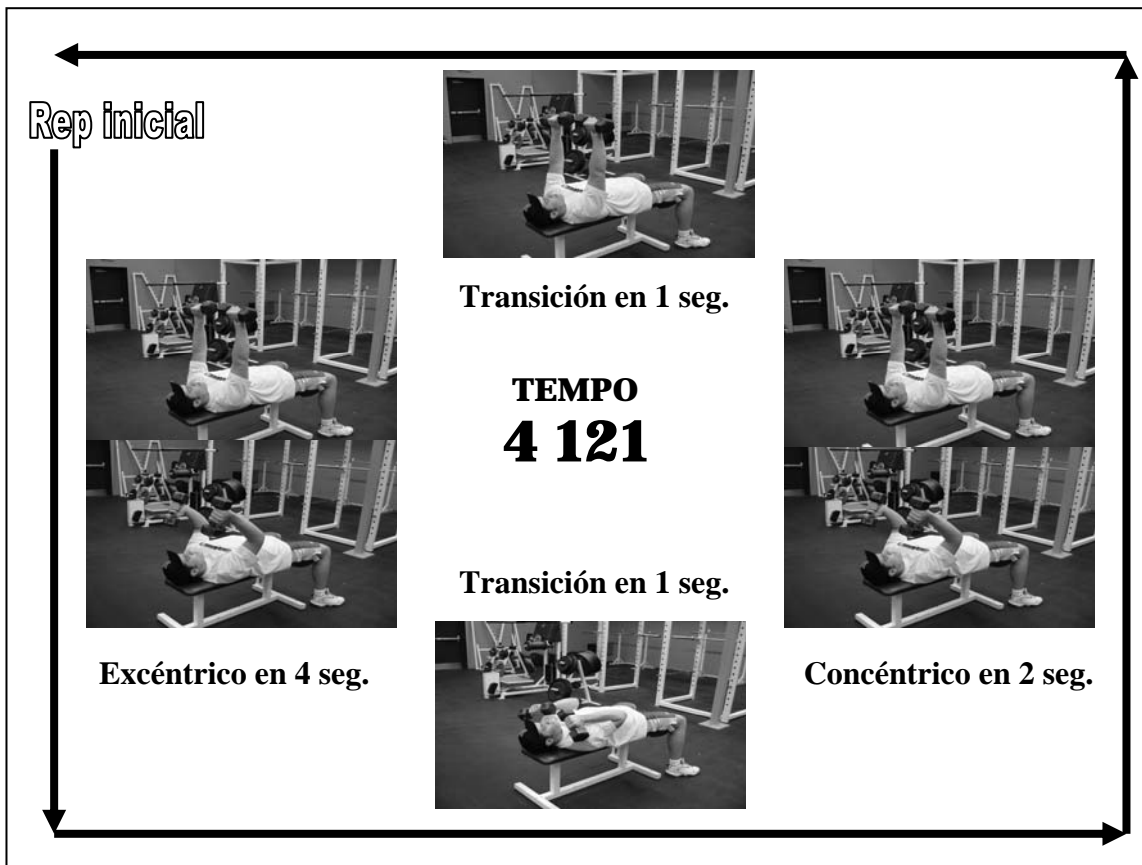 Rep inicial
Transición en 1 seg.
TEMPO
4 121
Transición en 1 seg.
Excéntrico en 4 seg.
Concéntrico en 2 seg.